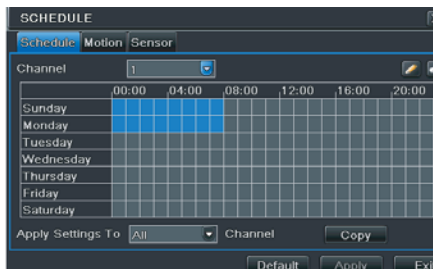 SCHEDULE
Schedule Motion Sensor
Channel 1
00:00 04:00 08:00 12:00 16:00 20:00
Sunday
Monday
Tuesday
Wednesday
Thursday
Friday
Saturday
Apply Settings To All Channel Copy
Default Apply Exi